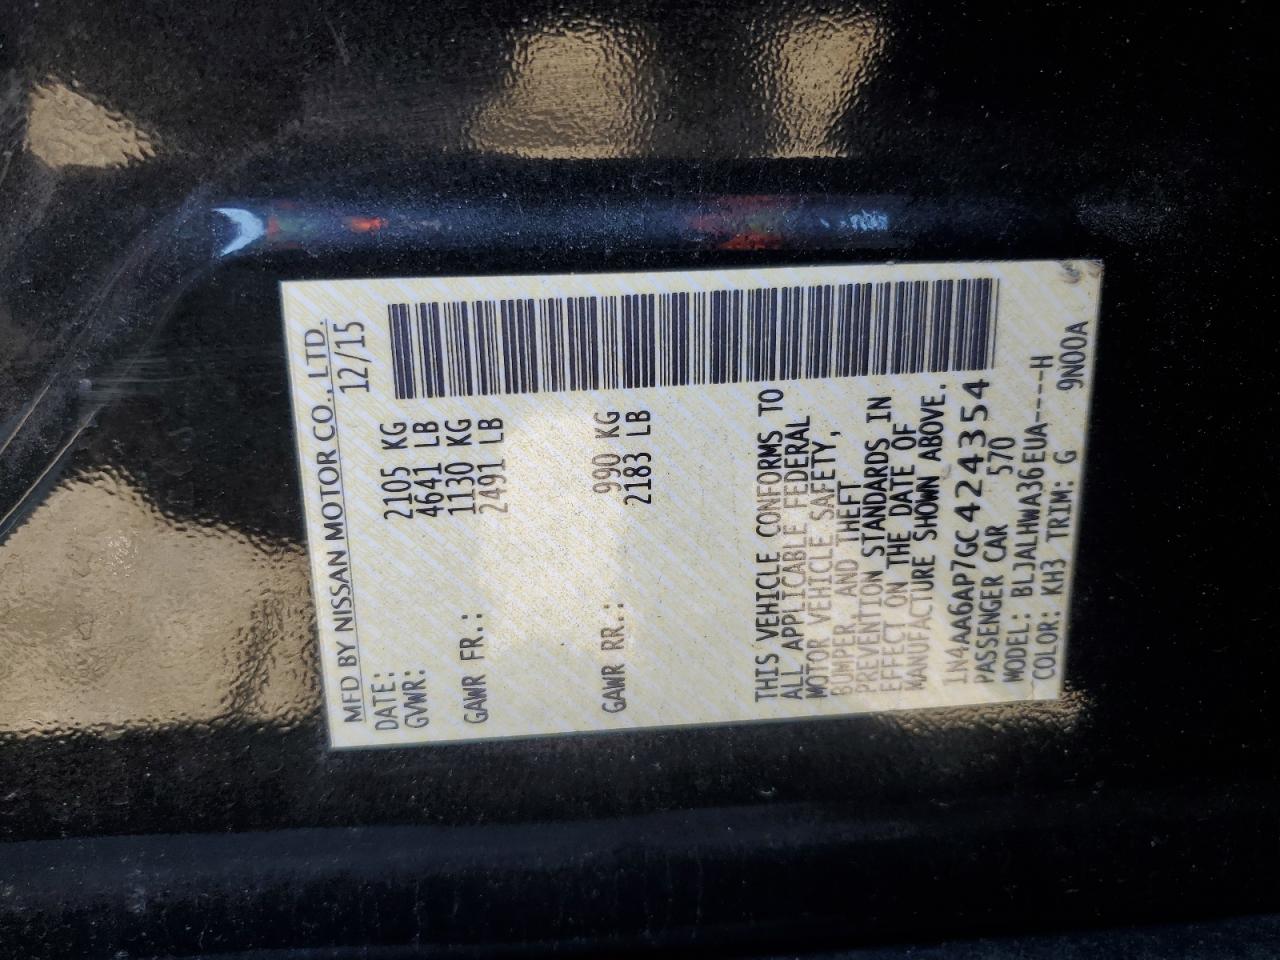 MFD BY NISSAN MOTOR CO., LTD.
DATE: 12/15
GVWR: 2105 KG
4641 LB
GAWR FR.: 1130 KG
2491 LB
GAWR RR.: 990 KG
2183 LB
THIS VEHICLE CONFORMS TO
ALL APPLICABLE FEDERAL
MOTOR VEHICLE SAFETY,
BUMPER, AND THEFT
PREVENTION STANDARDS IN
EFFECT ON THE DATE OF
MANUFACTURE SHOWN ABOVE.
1N4AA6AP7GC424354
PASSENGER CAR 570
MODEL: BLJALHWA36EUA----H
COLOR: KH3 TRIM: G 9N00A